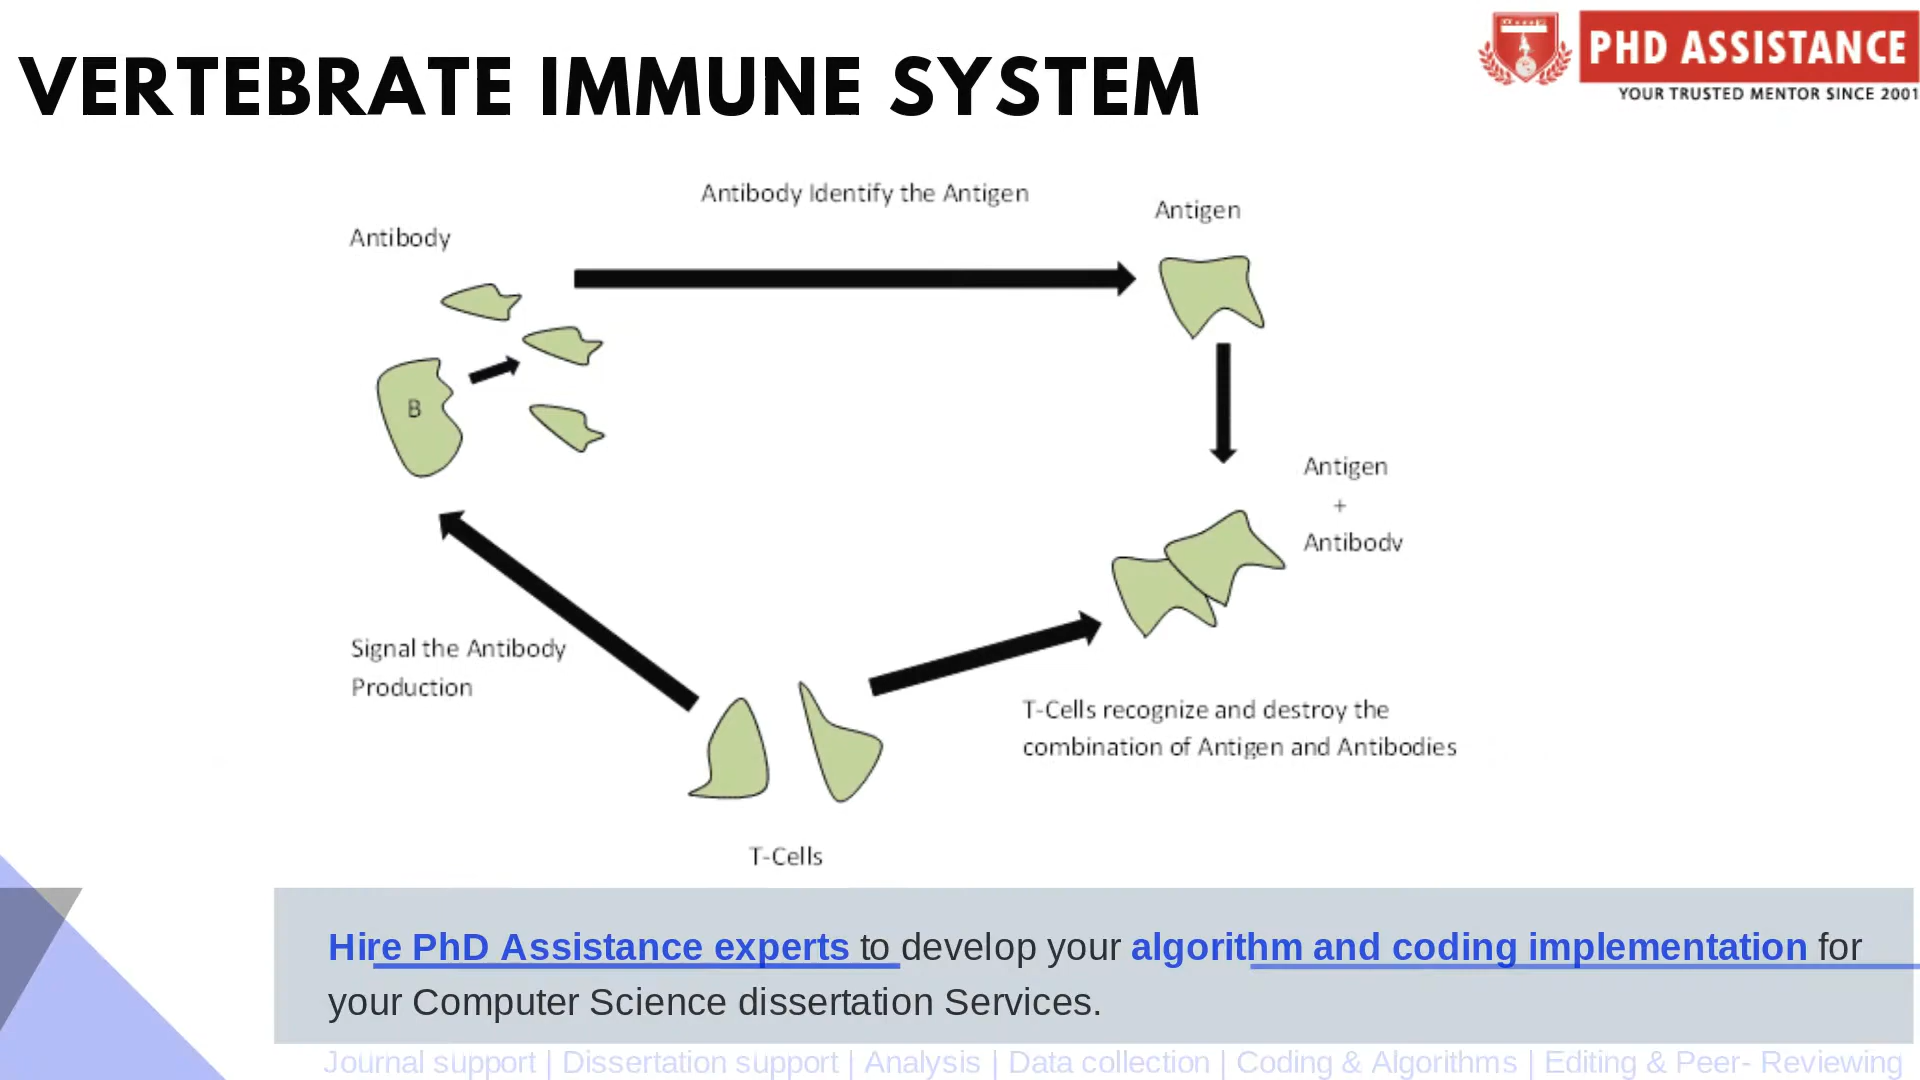 VERTEBRATE IMMUNE SYSTEM
PHD ASSISTANCE
YOUR TRUSTED MENTOR SINCE 2001
Antibody Identify the Antigen
Antigen
Antibody
B
Antigen
+
Antibody
Signal the Antibody
Production
T-Cells recognize and destroy the
combination of Antigen and Antibodies
T-Cells
Hire PhD Assistance experts to develop your algorithm and coding implementation for
your Computer Science dissertation Services.
Journal support | Dissertation support | Analysis | Data collection | Coding & Algorithms | Editing & Peer- Reviewing